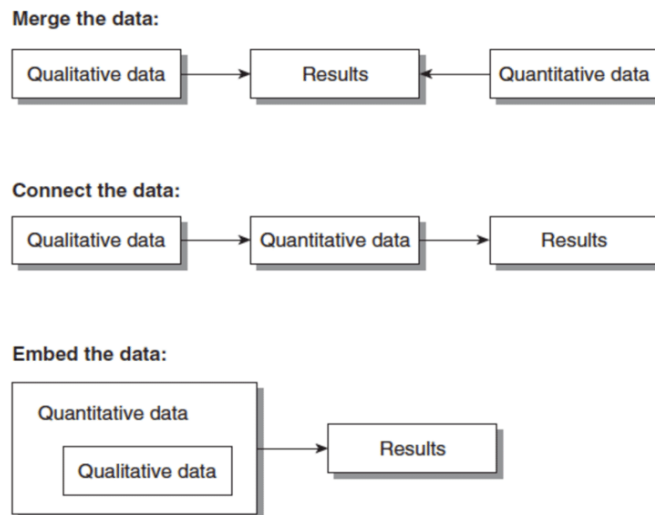 Merge the data:
Qualitative data
Results
Quantitative data
Connect the data:
Qualitative data
Quantitative data
Results
Embed the data:
Quantitative data
Qualitative data
Results